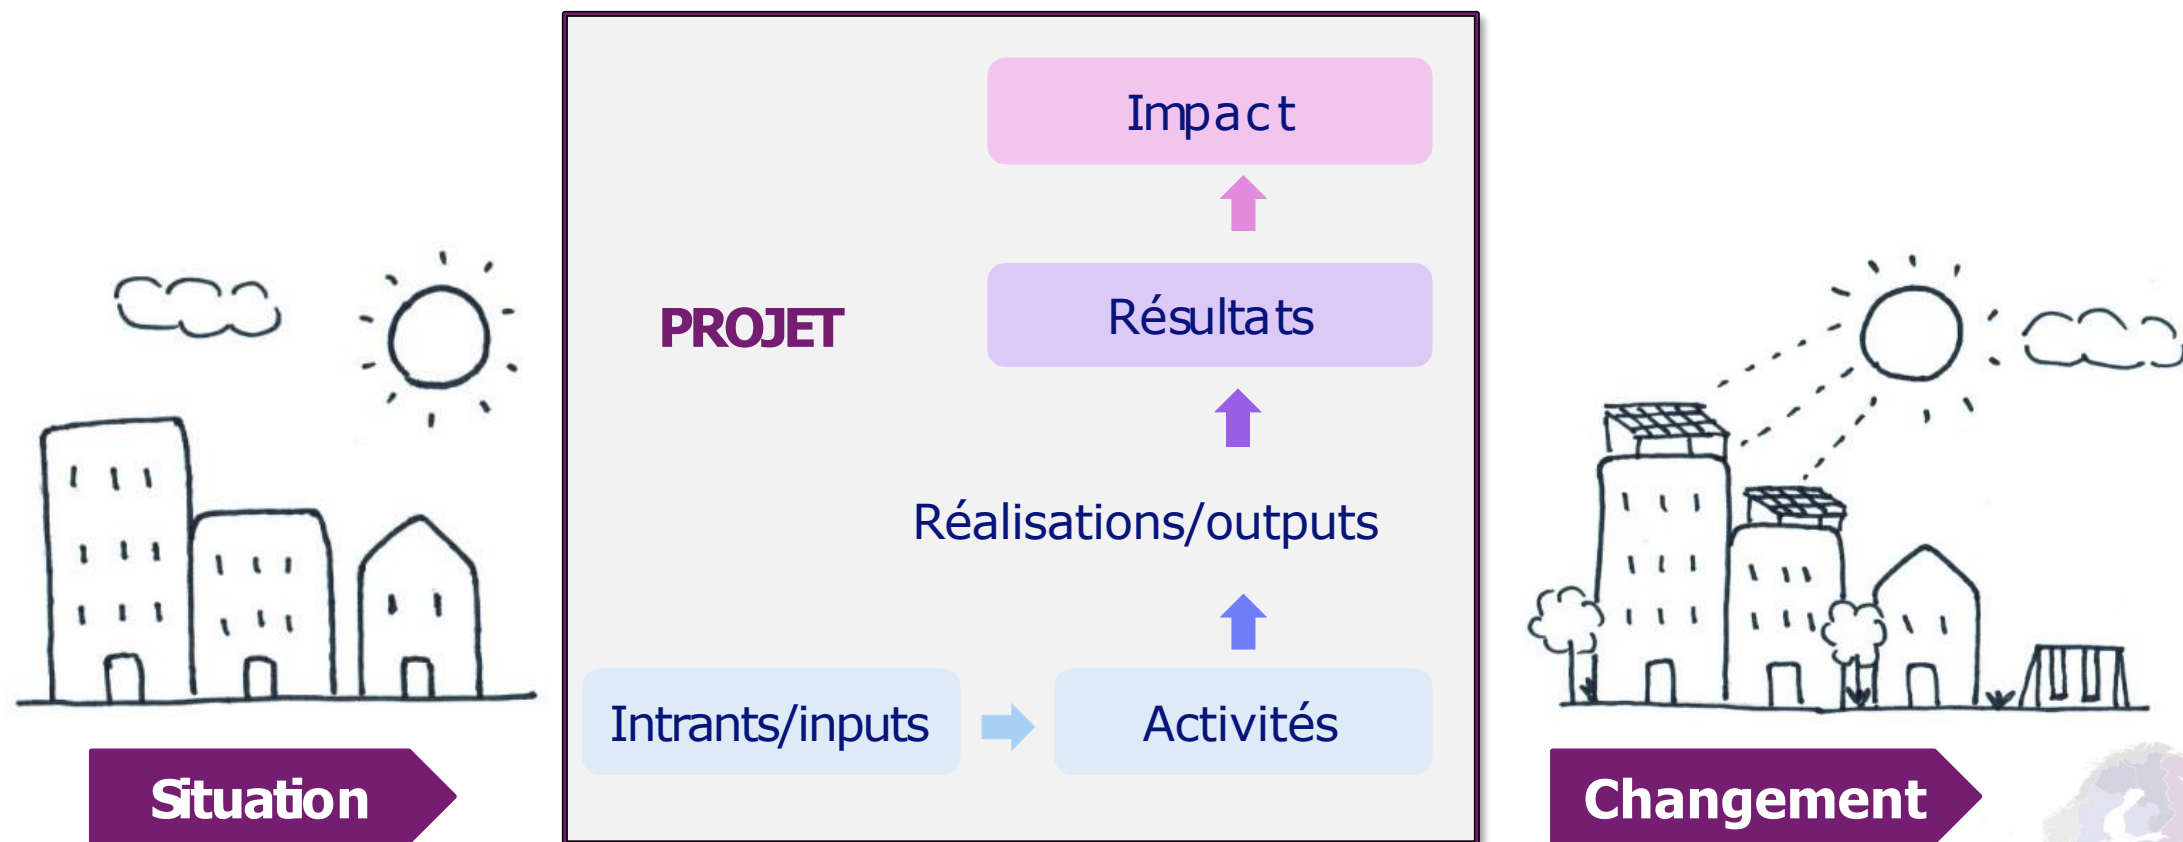 Impact
Résultats
PROJET
Réalisations/outputs
Intrants/inputs
Activités
Situation
Changement